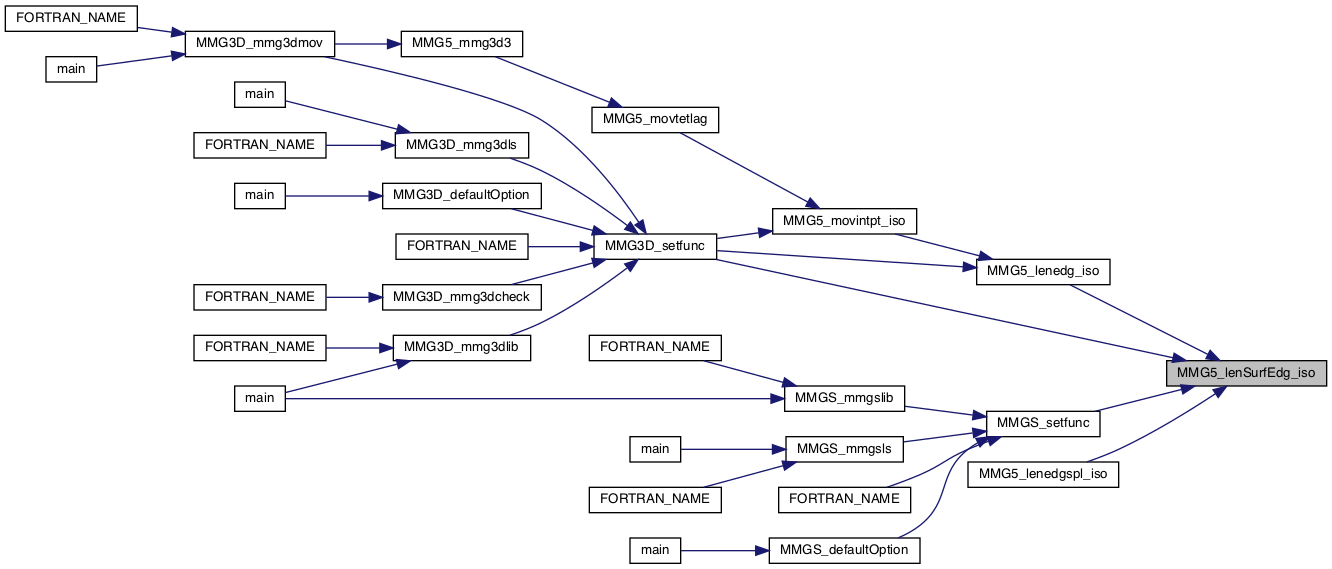 FORTRAN_NAME
MMG3D_mmg3dmov
MMG5_mmg3d3
main
main
MMG5_movtetlag
FORTRAN_NAME
MMG3D_mmg3dls
main
MMG3D_defaultOption
MMG5_movintpt_iso
FORTRAN_NAME
MMG3D_setfunc
MMG5_lenedg_iso
FORTRAN_NAME
MMG3D_mmg3dcheck
FORTRAN_NAME
MMG3D_mmg3dlib
FORTRAN_NAME
MMG5_lenSurfEdg_iso
main
MMGS_mmgslib
MMGS_setfunc
main
MMGS_mmgsls
MMG5_lenedgspl_iso
FORTRAN_NAME
FORTRAN_NAME
main
MMGS_defaultOption